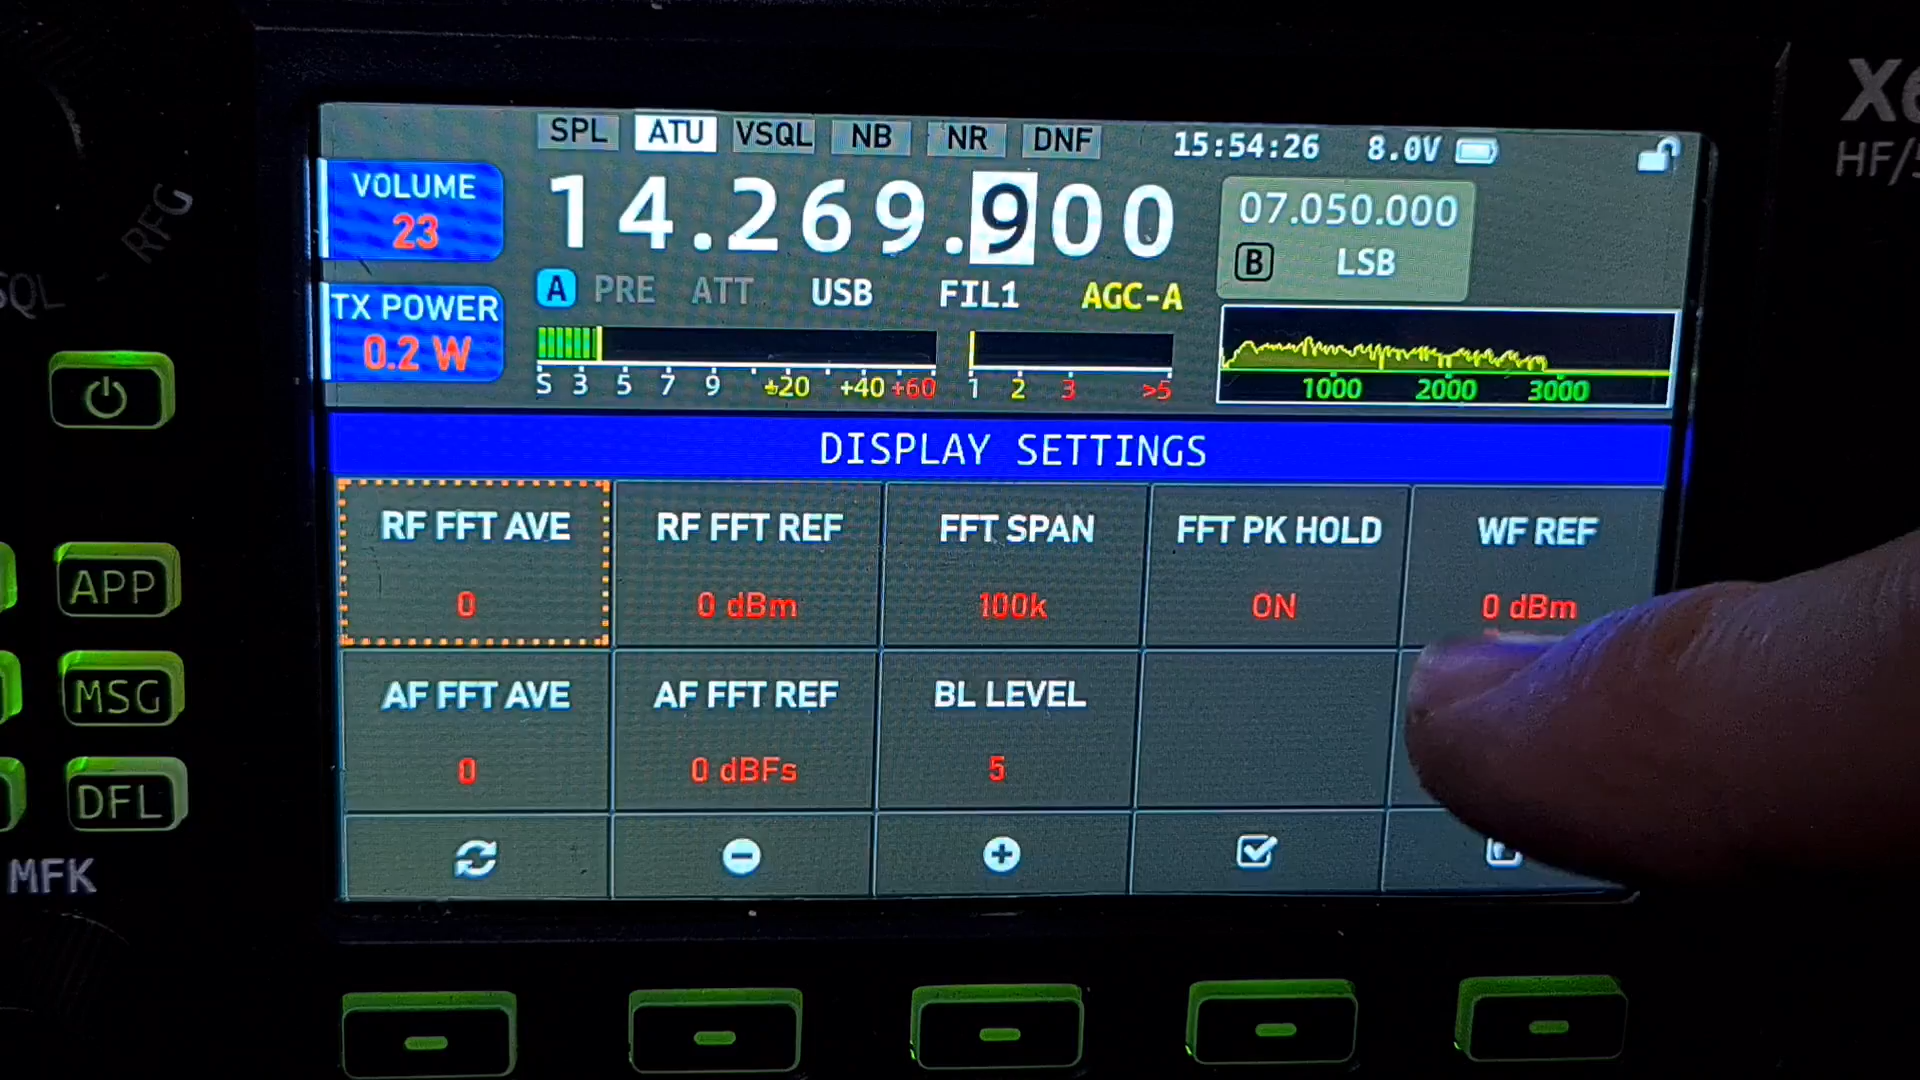 SPL ATU VSQL NB NR DNF 15:54:26 8.0V
VOLUME
23
14.269.900
07.050.000
B LSB
A PRE ATT USB FIL1 AGC-A
TX POWER
0.2 W
S 3 5 7 9 +20 +40 +60 1 2 3 >5
1000 2000 3000
DISPLAY SETTINGS
RF FFT AVE RF FFT REF FFT SPAN FFT PK HOLD WF REF
0 0 dBm 100k ON 0 dBm
AF FFT AVE AF FFT REF BL LEVEL
0 0 dBFs 5
RFG
APP
MSG
DFL
MFK